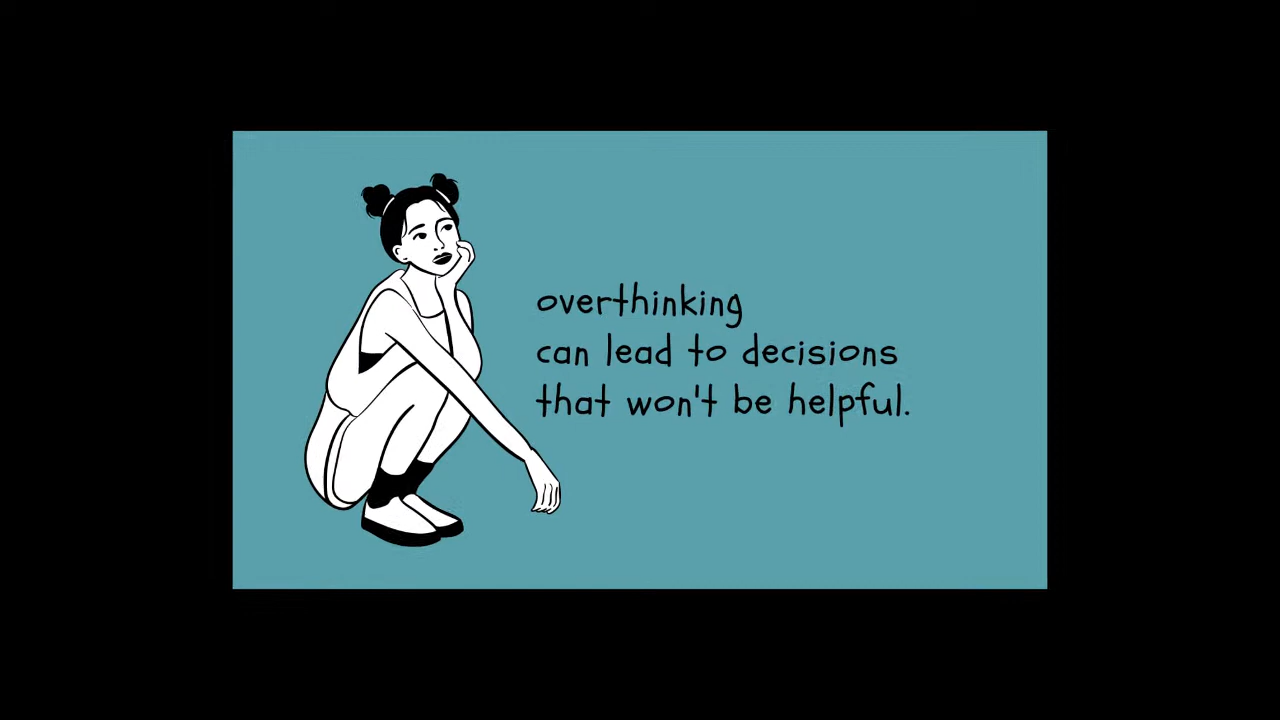 overthinking
can lead to decisions
that won't be helpful.